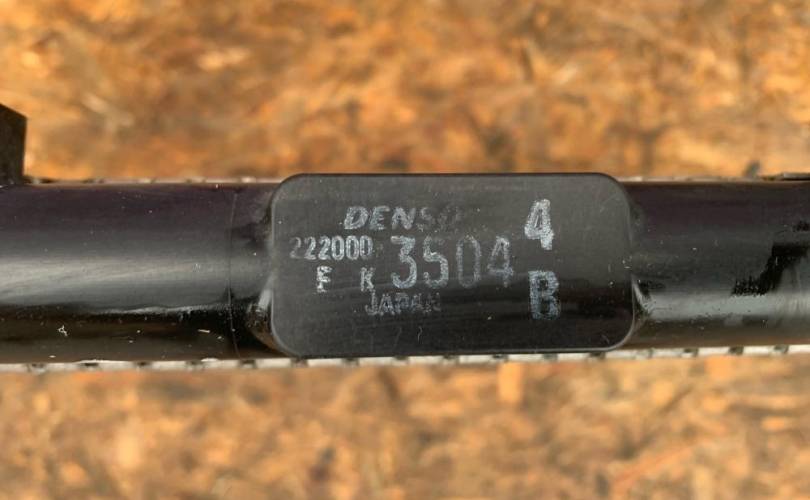 DENSO 4
222000-3504
F K
JAPAN B